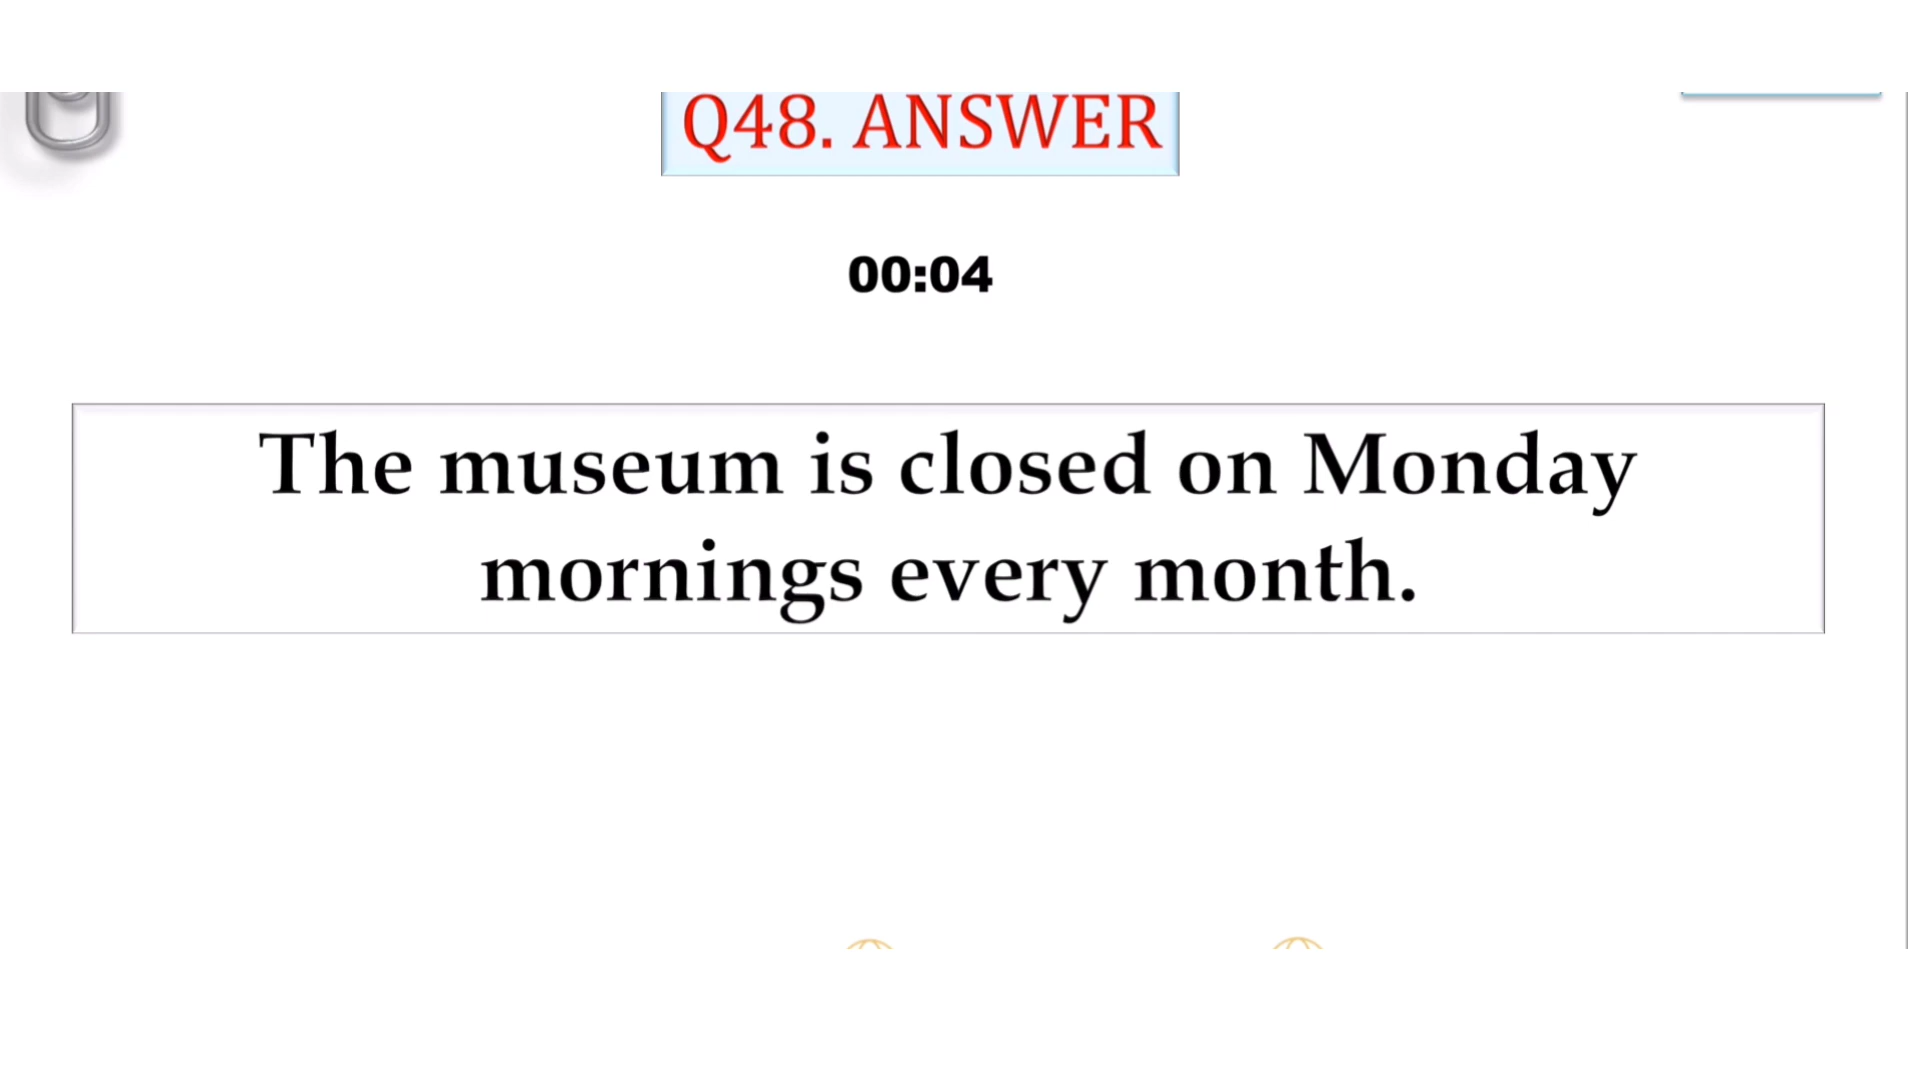 Q48. ANSWER
00:04
The museum is closed on Monday
mornings every month.